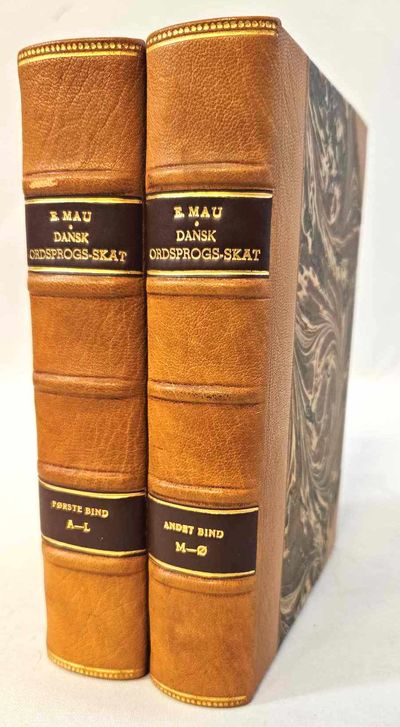 E. MAU
DANSK
ORDSPROGS-SKAT
FØRSTE BIND
A—L
E. MAU
DANSK
ORDSPROGS-SKAT
ANDET BIND
M—Ø